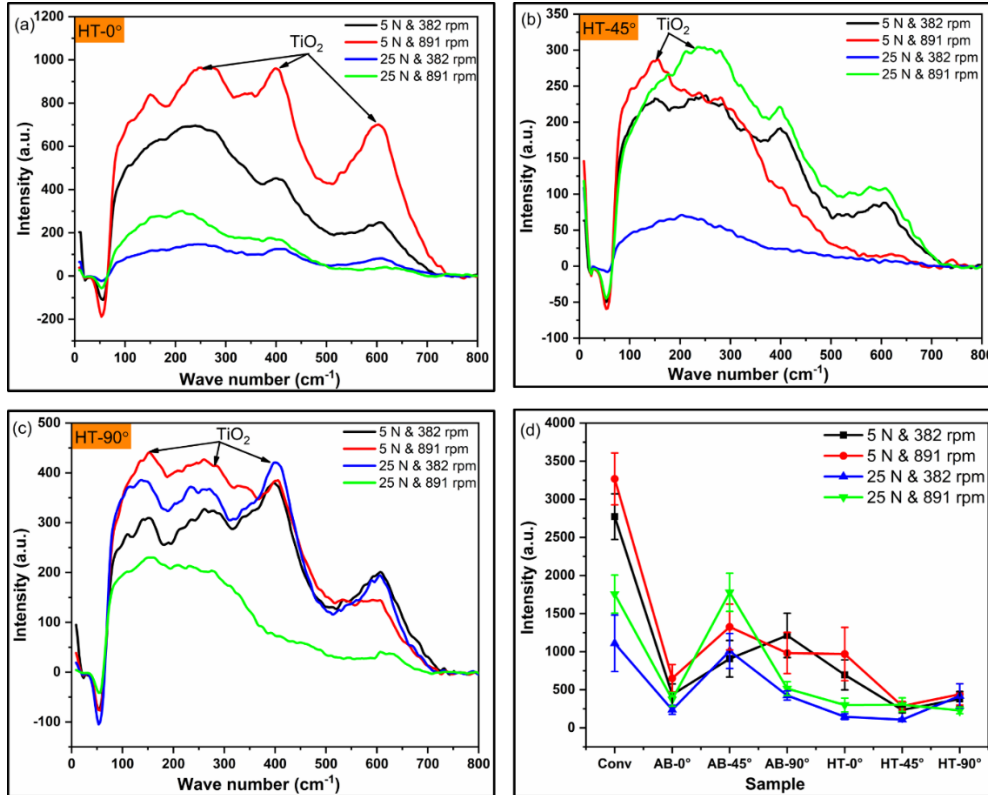 (a)
HT-0°
TiO2
5 N & 382 rpm
5 N & 891 rpm
25 N & 382 rpm
25 N & 891 rpm
1200
1000
800
600
400
200
0
-200
Intensity (a.u.)
0 100 200 300 400 500 600 700 800
Wave number (cm-1)
(b)
HT-45°
TiO2
5 N & 382 rpm
5 N & 891 rpm
25 N & 382 rpm
25 N & 891 rpm
350
300
250
200
150
100
50
0
-50
-100
Intensity (a.u.)
0 100 200 300 400 500 600 700 800
Wave number (cm-1)
(c)
HT-90°
TiO2
5 N & 382 rpm
5 N & 891 rpm
25 N & 382 rpm
25 N & 891 rpm
500
400
300
200
100
0
-100
Intensity (a.u.)
0 100 200 300 400 500 600 700 800
Wave number (cm-1)
(d)
5 N & 382 rpm
5 N & 891 rpm
25 N & 382 rpm
25 N & 891 rpm
4000
3500
3000
2500
2000
1500
1000
500
0
Intensity (a.u.)
Conv AB-0° AB-45° AB-90° HT-0° HT-45° HT-90°
Sample